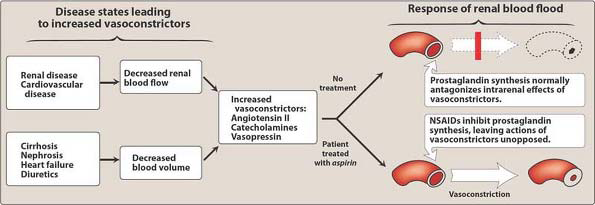 Disease states leading
to increased vasoconstrictors
Response of renal blood flood
Renal disease
Cardiovascular
disease
Decreased renal
blood flow
Cirrhosis
Nephrosis
Heart failure
Diuretics
Decreased
blood volume
Increased
vasoconstrictors:
Angiotensin II
Catecholamines
Vasopressin
No
treatment
Patient
treated
with aspirin
Prostaglandin synthesis normally
antagonizes intrarenal effects of
vasoconstrictors.
NSAIDs inhibit prostaglandin
synthesis, leaving actions of
vasoconstrictors unopposed.
Vasoconstriction